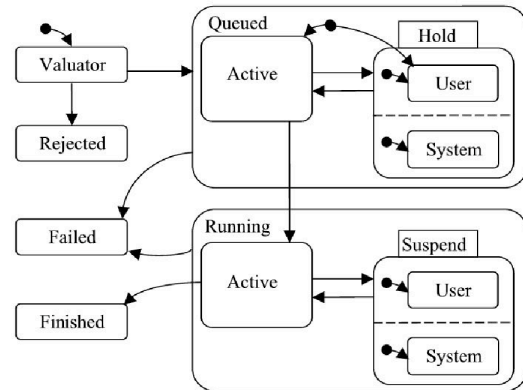 Queued
Hold
Valuator
Active
User
Rejected
System
Failed
Running
Suspend
Active
User
Finished
System